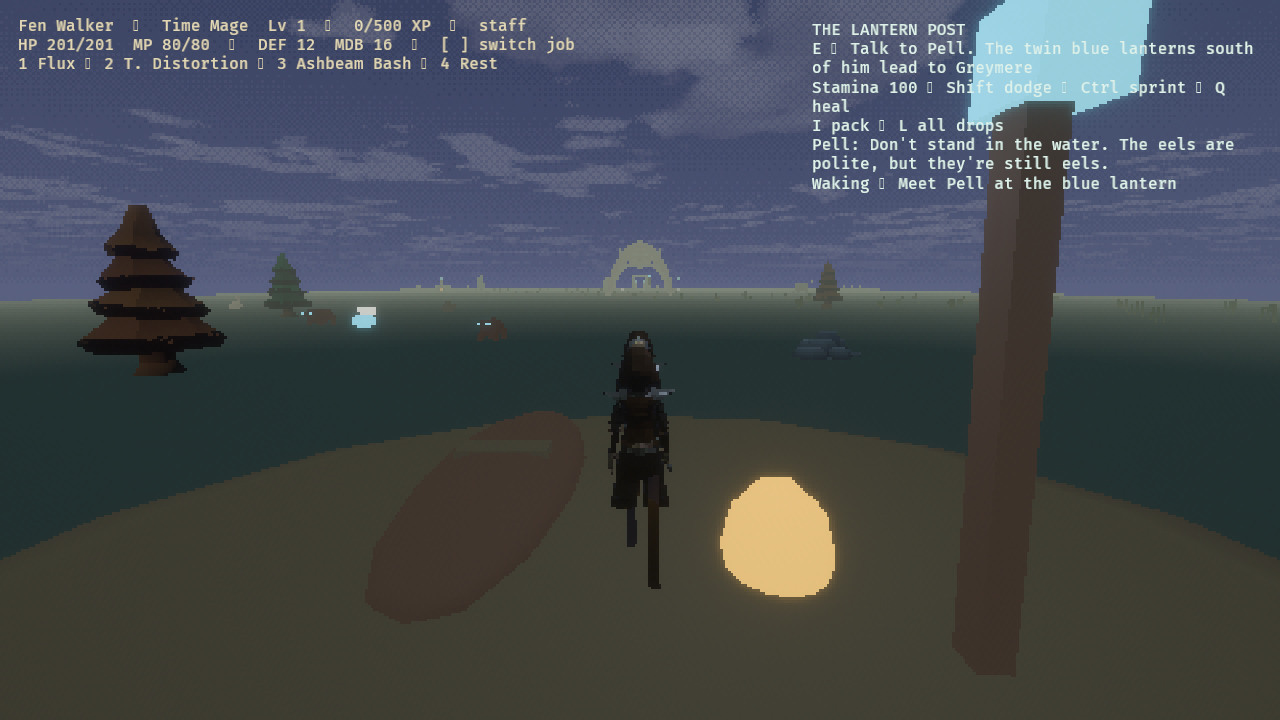 Fen Walker ▯ Time Mage Lv 1 ▯ 0/500 XP ▯ staff
HP 201/201 MP 80/80 ▯ DEF 12 MDB 16 ▯ [ ] switch job
1 Flux ▯ 2 T. Distortion ▯ 3 Ashbeam Bash ▯ 4 Rest
THE LANTERN POST
E ▯ Talk to Pell. The twin blue lanterns south
of him lead to Greymere
Stamina 100 ▯ Shift dodge ▯ Ctrl sprint ▯ Q
heal
I pack ▯ L all drops
Pell: Don't stand in the water. The eels are
polite, but they're still eels.
Waking ▯ Meet Pell at the blue lantern